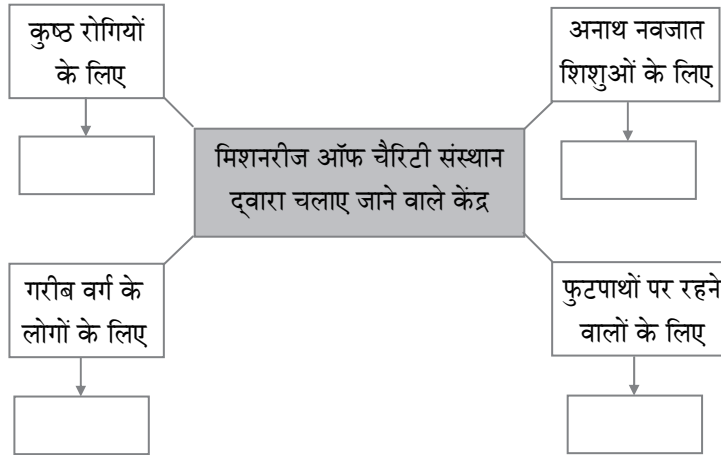 कुष्ठ रोगियों
के लिए
अनाथ नवजात
शिशुओं के लिए
मिशनरीज ऑफ चैरिटी संस्थान
द्‌वारा चलाए जाने वाले केंद्र
गरीब वर्ग के
लोगों के लिए
फुटपाथों पर रहने
वालों के लिए